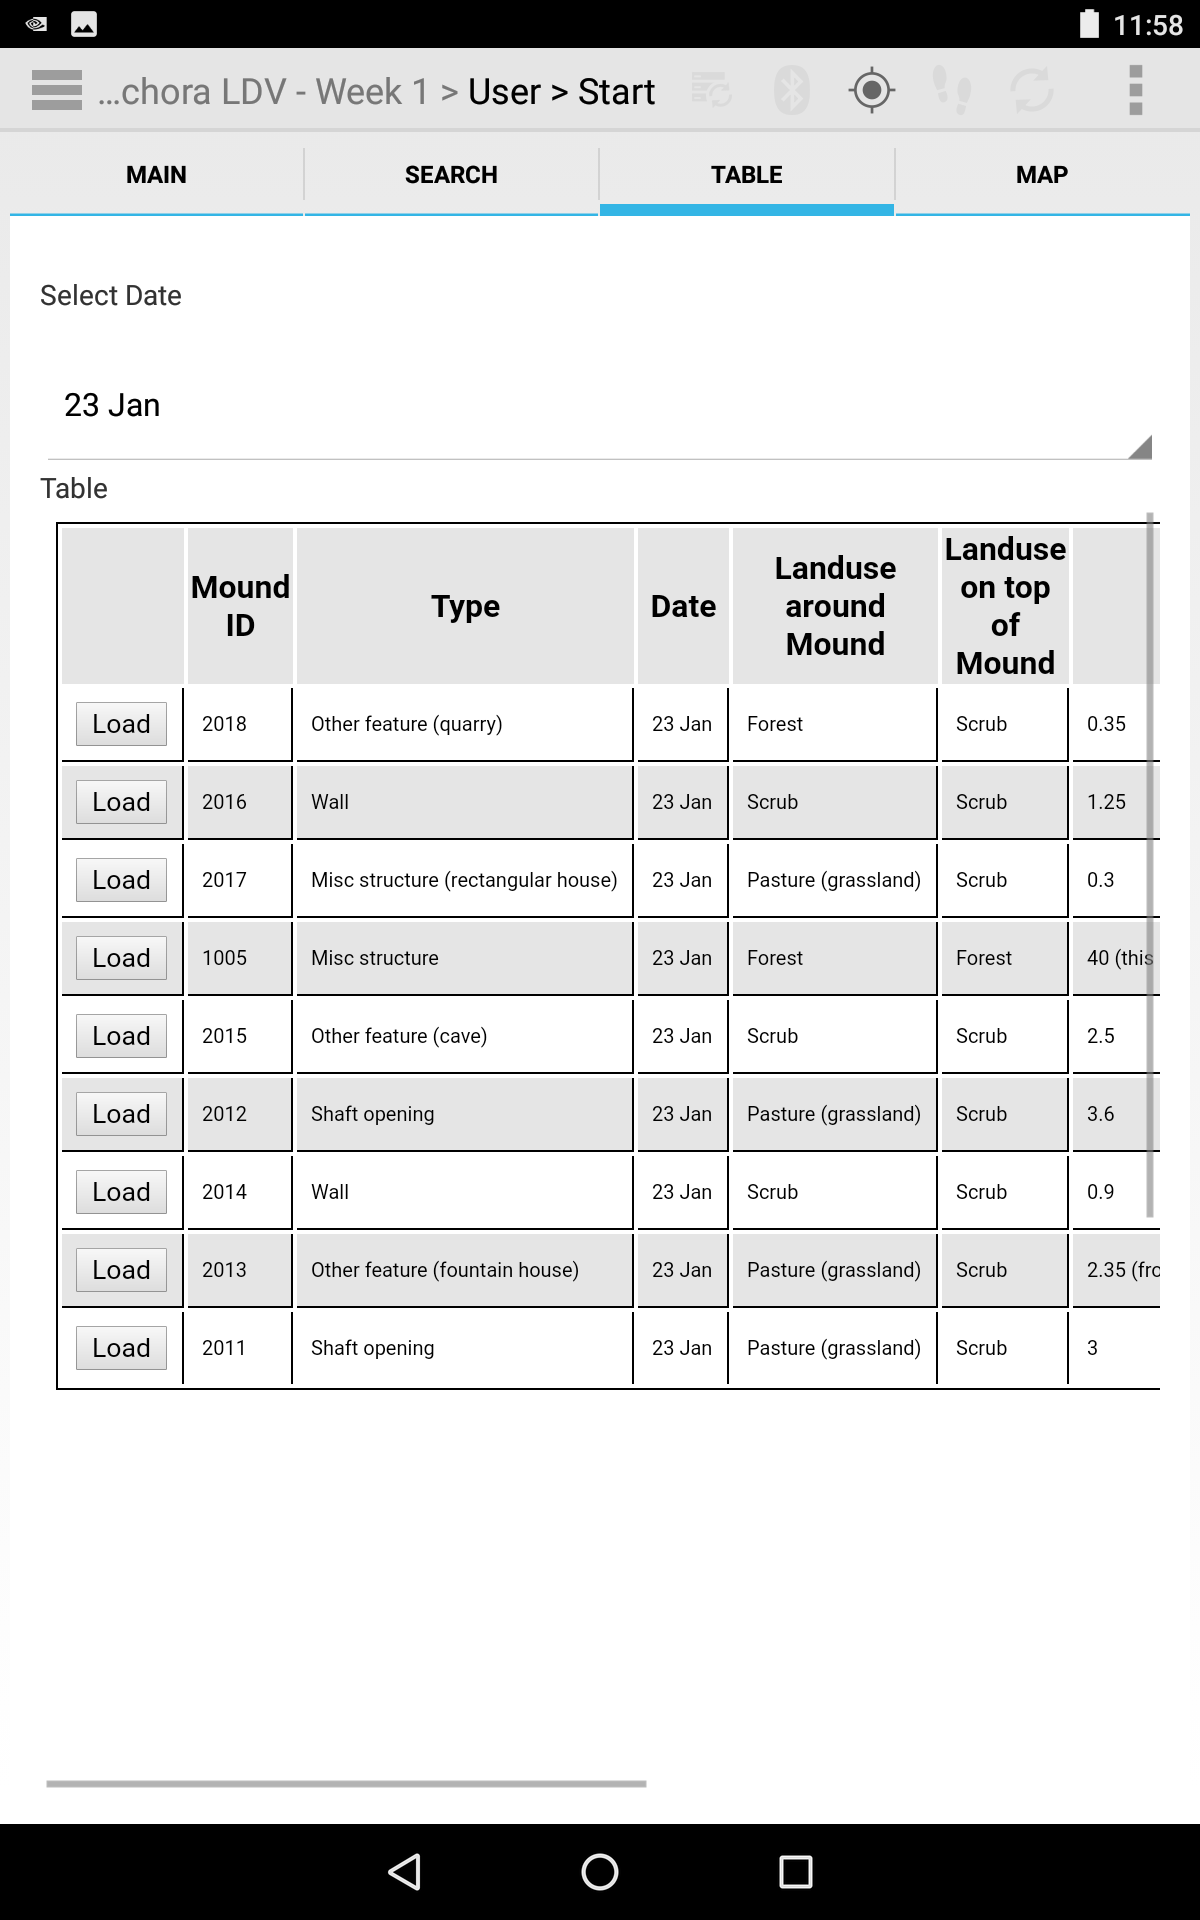 11:58
...chora LDV - Week 1 > User > Start
MAIN SEARCH TABLE MAP
Select Date
23 Jan
Table
Mound ID Type Date Landuse around Mound Landuse on top of Mound
Load 2018 Other feature (quarry) 23 Jan Forest Scrub 0.35
Load 2016 Wall 23 Jan Scrub Scrub 1.25
Load 2017 Misc structure (rectangular house) 23 Jan Pasture (grassland) Scrub 0.3
Load 1005 Misc structure 23 Jan Forest Forest 40 (this
Load 2015 Other feature (cave) 23 Jan Scrub Scrub 2.5
Load 2012 Shaft opening 23 Jan Pasture (grassland) Scrub 3.6
Load 2014 Wall 23 Jan Scrub Scrub 0.9
Load 2013 Other feature (fountain house) 23 Jan Pasture (grassland) Scrub 2.35 (fro
Load 2011 Shaft opening 23 Jan Pasture (grassland) Scrub 3